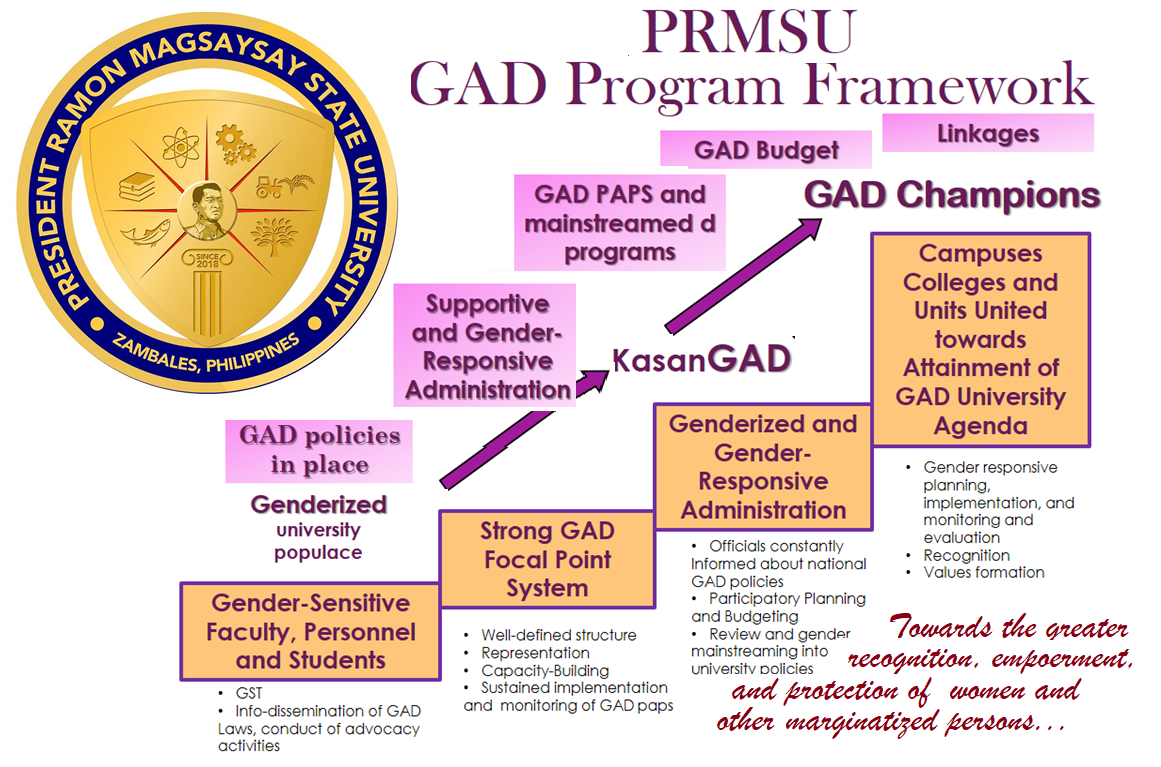 PRESIDENT RAMON MAGSAYSAY STATE UNIVERSITY
SINCE
2018
ZAMBALES, PHILIPPINES
PRMSU
GAD Program Framework
Linkages
GAD Budget
GAD Champions
GAD PAPS and
mainstreamed d
programs
Campuses
Colleges and
Units United
towards
Attainment of
GAD University
Agenda
Supportive
and Gender-
Responsive
Administration
KasanGAD
GAD policies
in place
Genderized
university
populace
Genderized and
Gender-
Responsive
Administration
Strong GAD
Focal Point
System
Gender-Sensitive
Faculty, Personnel
and Students
• GST
• Info-dissemination of GAD
Laws, conduct of advocacy
activities
• Well-defined structure
• Representation
• Capacity-Building
• Sustained implementation
and monitoring of GAD paps
• Officials constantly
Informed about national
GAD policies
• Participatory Planning
and Budgeting
• Review and gender
mainstreaming into
university policies
• Gender responsive
planning,
implementation, and
monitoring and
evaluation
• Recognition
• Values formation
Towards the greater
recognition, empoerment,
and protection of women and
other marginatized persons...